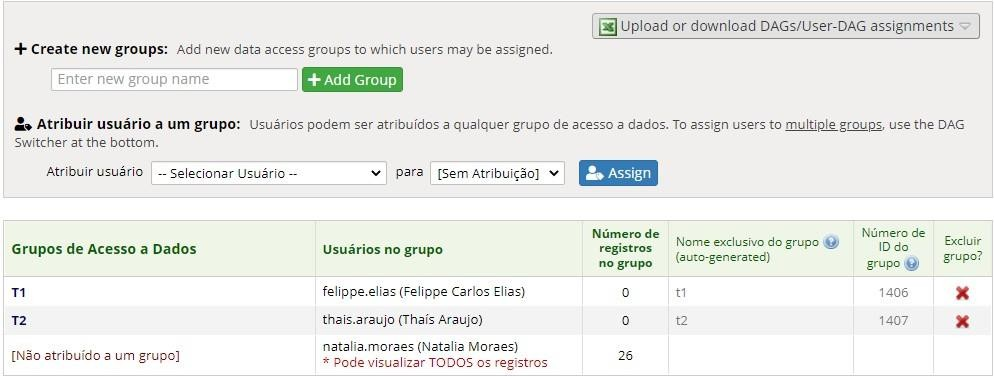 Upload or download DAGs/User-DAG assignments
Create new groups: Add new data access groups to which users may be assigned.
Enter new group name + Add Group
Atribuir usuário a um grupo: Usuários podem ser atribuídos a qualquer grupo de acesso a dados. To assign users to multiple groups, use the DAG
Switcher at the bottom.
Atribuir usuário -- Selecionar Usuário -- para [Sem Atribuição] Assign
Grupos de Acesso a Dados
Usuários no grupo
Número de
registros
no grupo
Nome exclusivo do grupo ?
(auto-generated)
Número de
ID do
grupo ?
Excluir
grupo?
T1 felippe.elias (Felippe Carlos Elias) 0 t1 1406
T2 thais.araujo (Thaís Araujo) 0 t2 1407
[Não atribuído a um grupo] natalia.moraes (Natalia Moraes) 26
* Pode visualizar TODOS os registros